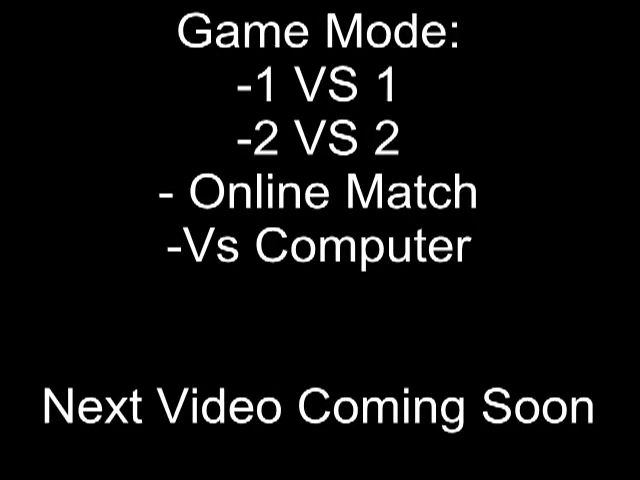 Game Mode:
-1 VS 1
-2 VS 2
- Online Match
-Vs Computer
Next Video Coming Soon